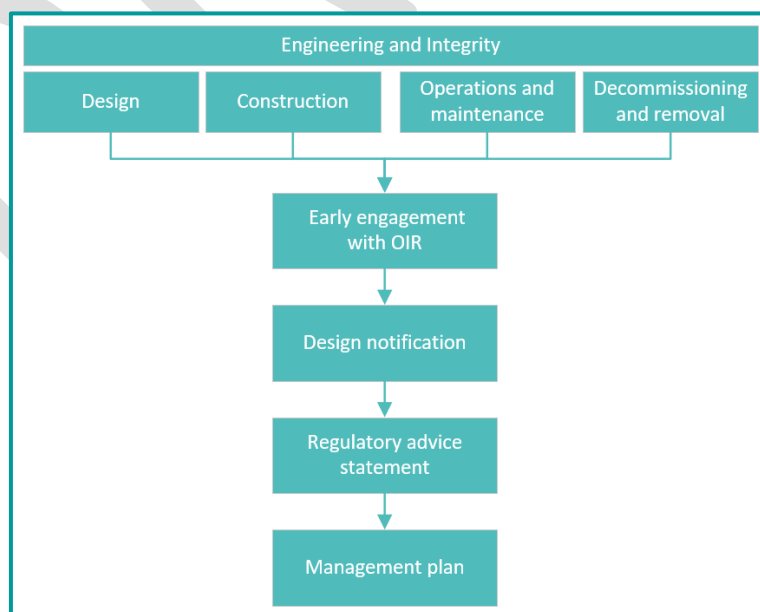 Engineering and Integrity
Design
Construction
Operations and
maintenance
Decommissioning
and removal
Early engagement
with OIR
Design notification
Regulatory advice
statement
Management plan